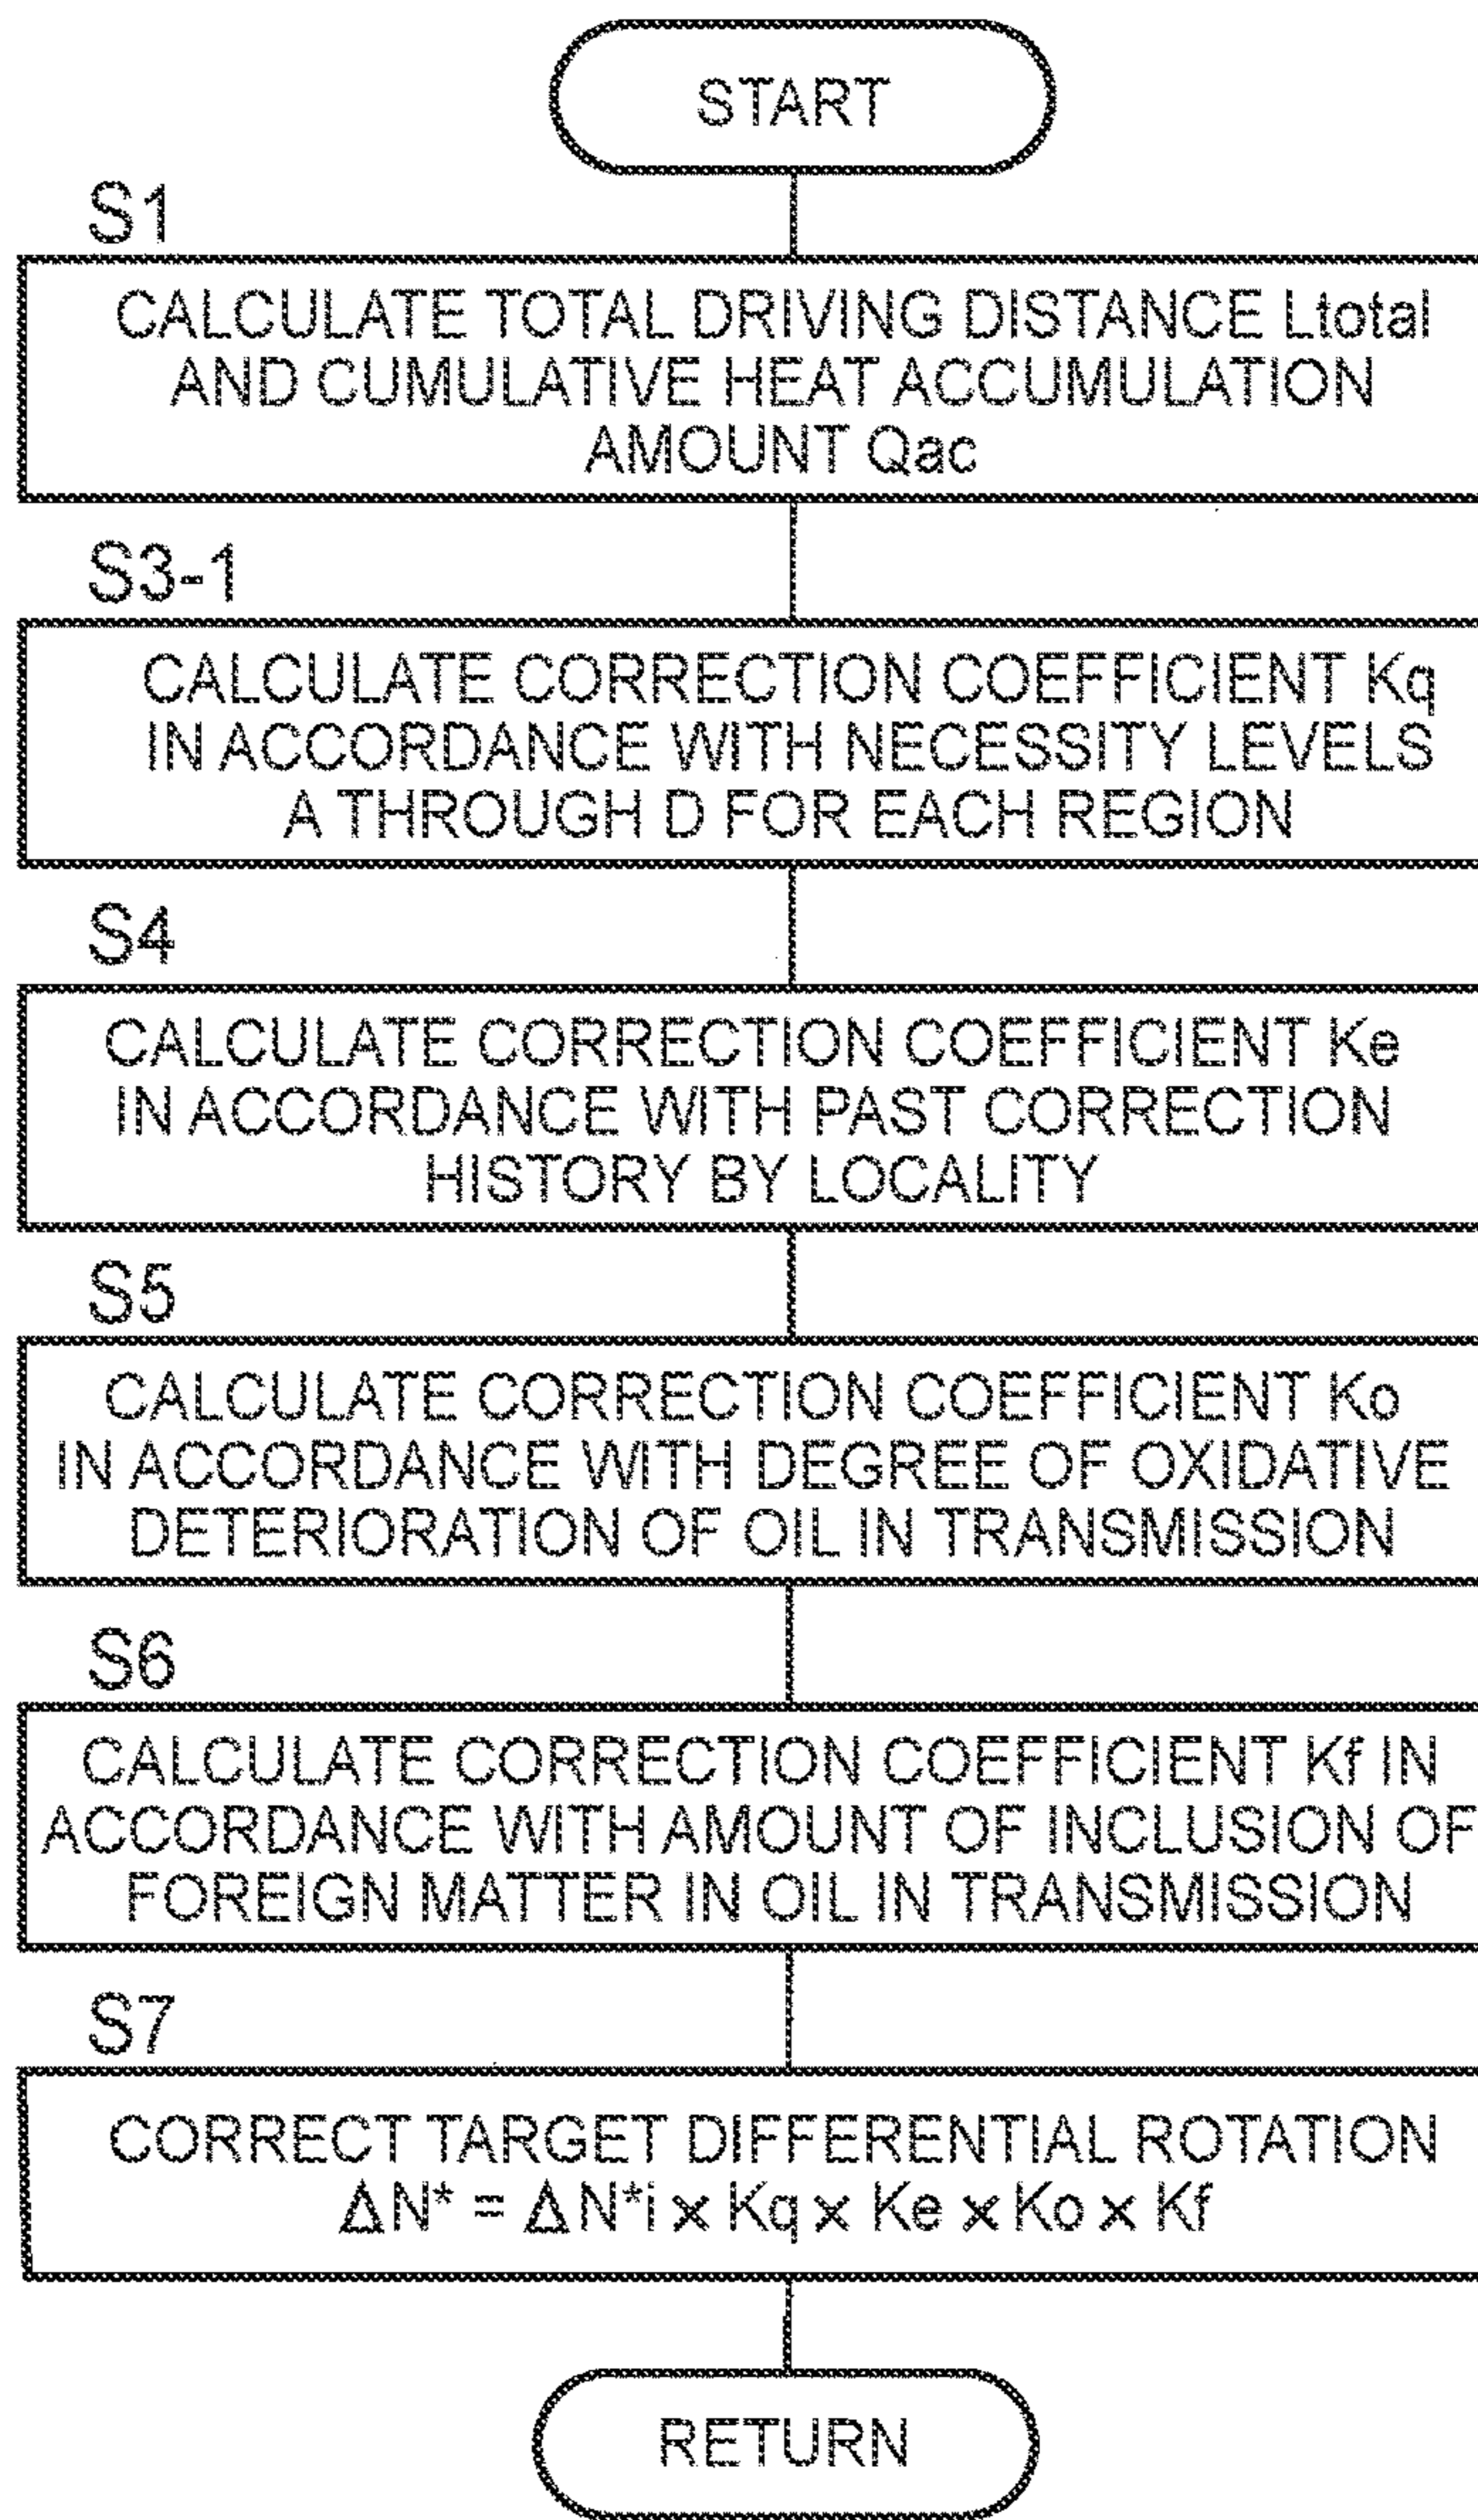 START
S1
CALCULATE TOTAL DRIVING DISTANCE Ltotal
AND CUMULATIVE HEAT ACCUMULATION
AMOUNT Qac
S3-1
CALCULATE CORRECTION COEFFICIENT Kq
IN ACCORDANCE WITH NECESSITY LEVELS
A THROUGH D FOR EACH REGION
S4
CALCULATE CORRECTION COEFFICIENT Ke
IN ACCORDANCE WITH PAST CORRECTION
HISTORY BY LOCALITY
S5
CALCULATE CORRECTION COEFFICIENT Ko
IN ACCORDANCE WITH DEGREE OF OXIDATIVE
DETERIORATION OF OIL IN TRANSMISSION
S6
CALCULATE CORRECTION COEFFICIENT Kf IN
ACCORDANCE WITH AMOUNT OF INCLUSION OF
FOREIGN MATTER IN OIL IN TRANSMISSION
S7
CORRECT TARGET DIFFERENTIAL ROTATION
ΔN* = ΔN*i x Kq x Ke x Ko x Kf
RETURN